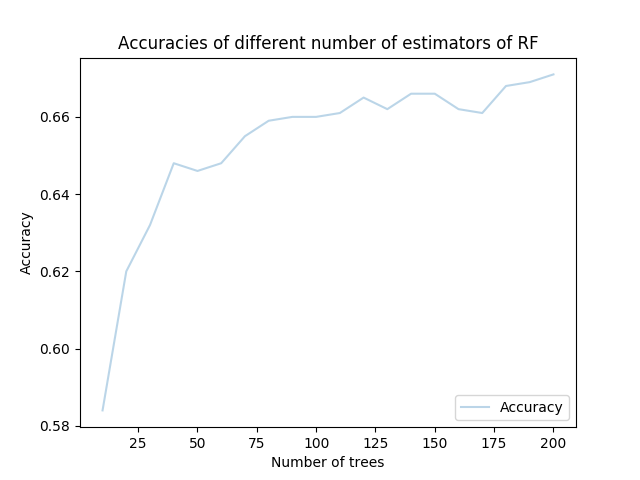 Accuracies of different number of estimators of RF
Accuracy
0.66
0.64
0.62
0.60
0.58
Accuracy
25 50 75 100 125 150 175 200
Number of trees